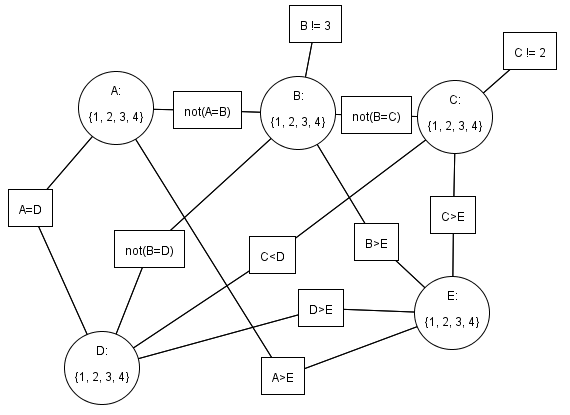 B != 3
C != 2
A:
{1, 2, 3, 4}
not(A=B)
B:
{1, 2, 3, 4}
not(B=C)
C:
{1, 2, 3, 4}
A=D
not(B=D)
C<D
B>E
C>E
D>E
E:
{1, 2, 3, 4}
D:
{1, 2, 3, 4}
A>E